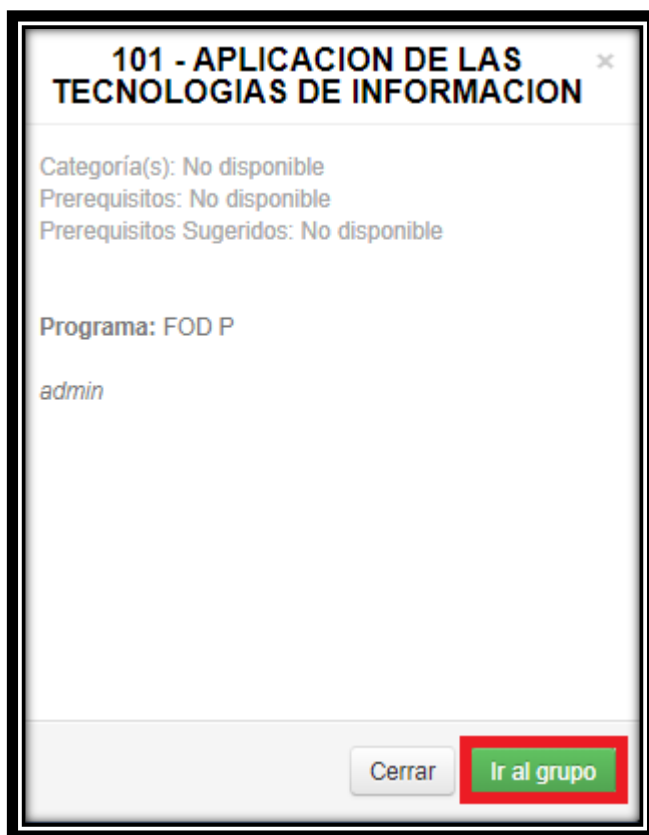 101 - APLICACION DE LAS ×
TECNOLOGIAS DE INFORMACION
Categoría(s): No disponible
Prerequisitos: No disponible
Prerequisitos Sugeridos: No disponible
Programa: FOD P
admin
Cerrar Ir al grupo